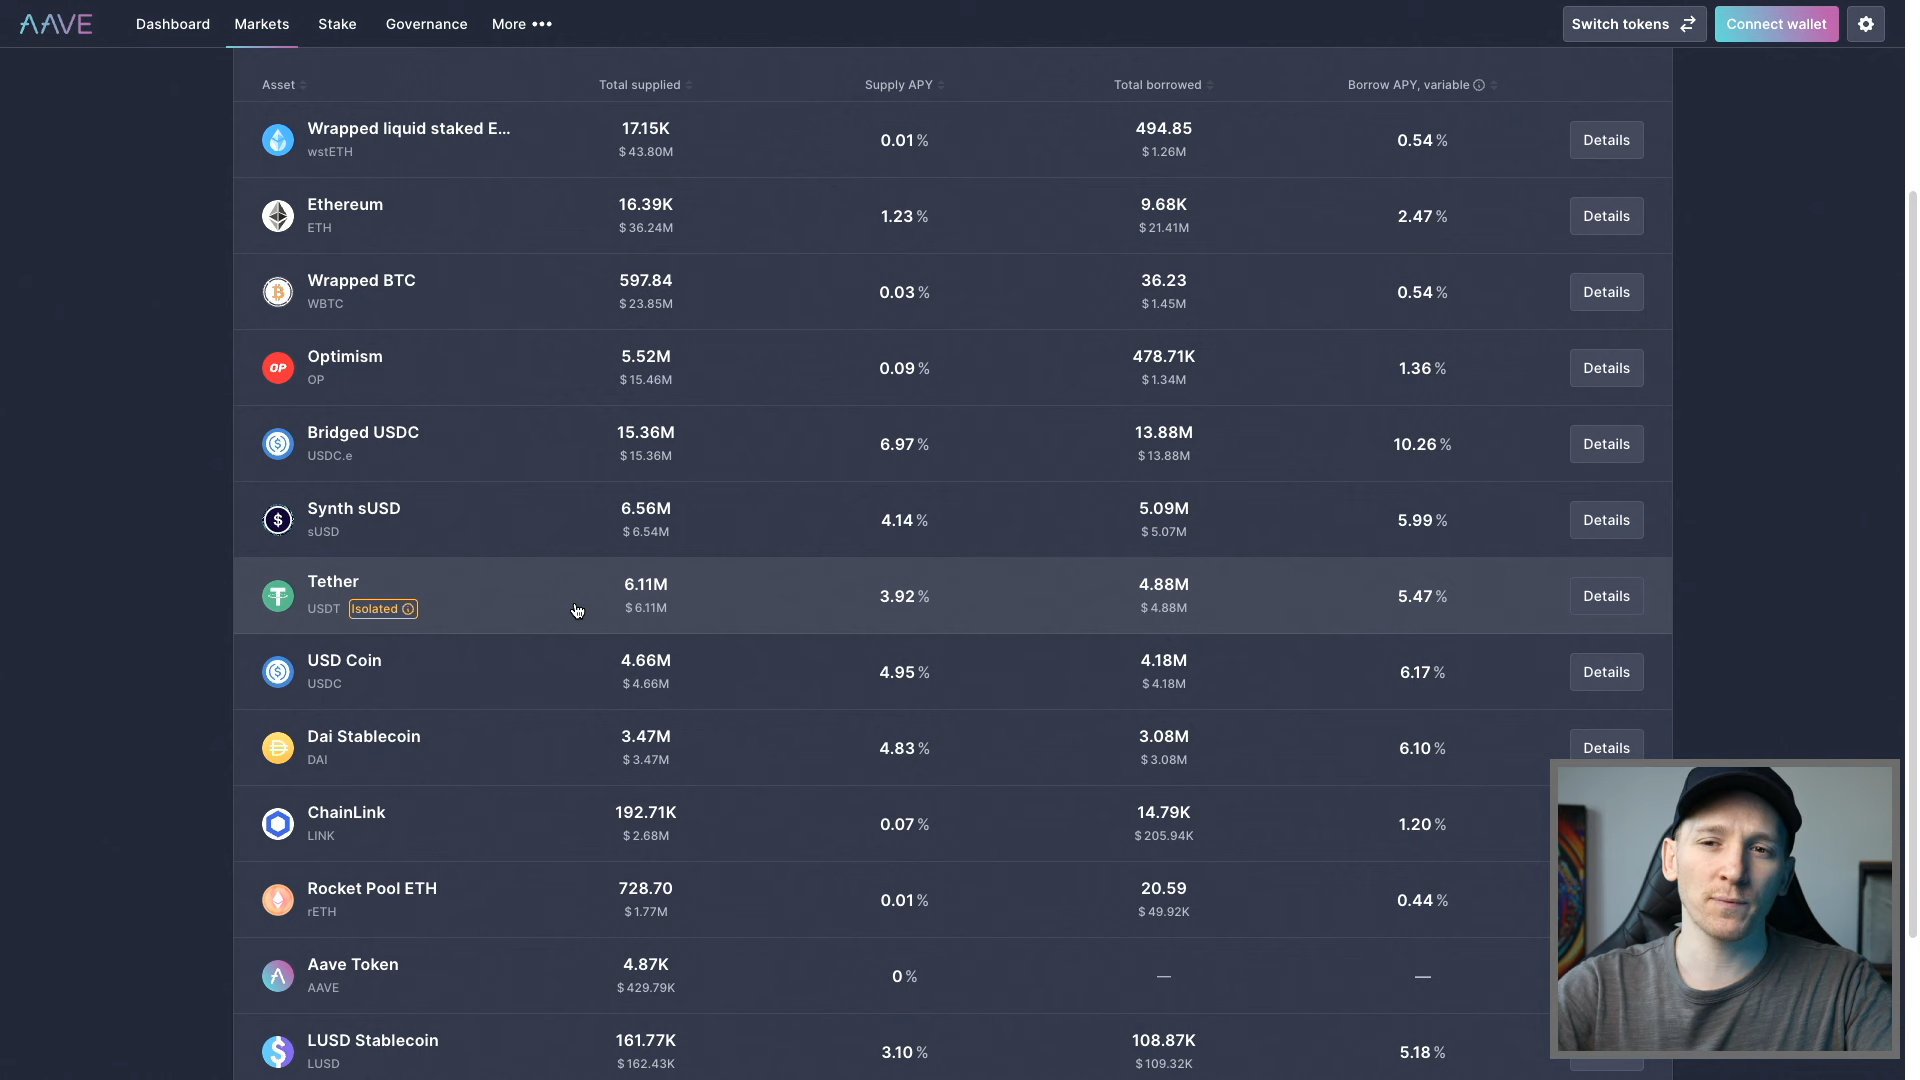 AAVE Dashboard Markets Stake Governance More ••• Switch tokens Connect wallet
Asset Total supplied Supply APY Total borrowed Borrow APY, variable
Wrapped liquid staked E... 17.15K 0.01 % 494.85 0.54 % Details
wstETH $ 43.80M $ 1.26M
Ethereum 16.39K 1.23 % 9.68K 2.47 % Details
ETH $ 36.24M $ 21.41M
Wrapped BTC 597.84 0.03 % 36.23 0.54 % Details
WBTC $ 23.85M $ 1.45M
OP Optimism 5.52M 0.09 % 478.71K 1.36 % Details
OP $ 15.46M $ 1.34M
Bridged USDC 15.36M 6.97 % 13.88M 10.26 % Details
USDC.e $ 15.36M $ 13.88M
Synth sUSD 6.56M 4.14 % 5.09M 5.99 % Details
sUSD $ 6.54M $ 5.07M
Tether 6.11M 3.92 % 4.88M 5.47 % Details
USDT Isolated $ 6.11M $ 4.88M
USD Coin 4.66M 4.95 % 4.18M 6.17 % Details
USDC $ 4.66M $ 4.18M
Dai Stablecoin 3.47M 4.83 % 3.08M 6.10 % Details
DAI $ 3.47M $ 3.08M
ChainLink 192.71K 0.07 % 14.79K 1.20 %
LINK $ 2.68M $ 205.94K
Rocket Pool ETH 728.70 0.01 % 20.59 0.44 %
rETH $ 1.77M $ 49.92K
Aave Token 4.87K 0 % — —
AAVE $ 429.79K
LUSD Stablecoin 161.77K 3.10 % 108.87K 5.18 %
LUSD $ 162.43K $ 109.32K